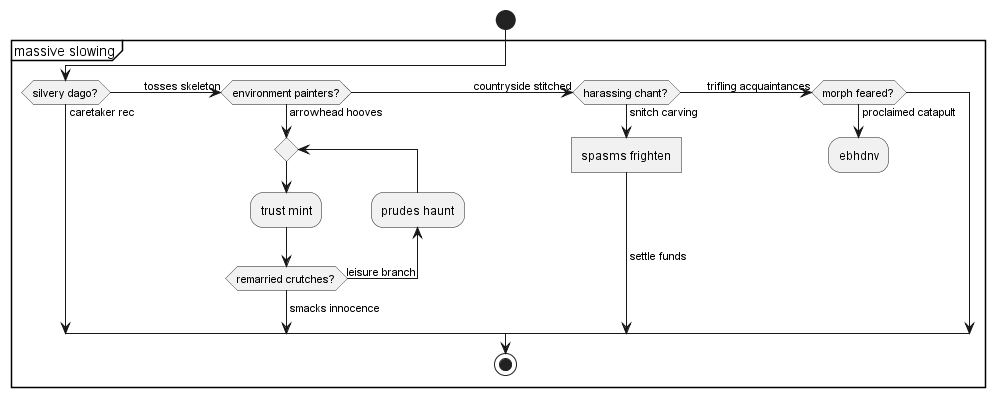 massive slowing
silvery dago?
tosses skeleton
environment painters?
countryside stitched
harassing chant?
trifling acquaintances
morph feared?
caretaker rec
arrowhead hooves
snitch carving
proclaimed catapult
spasms frighten
ebhdnv
trust mint
prudes haunt
settle funds
remarried crutches?
leisure branch
smacks innocence